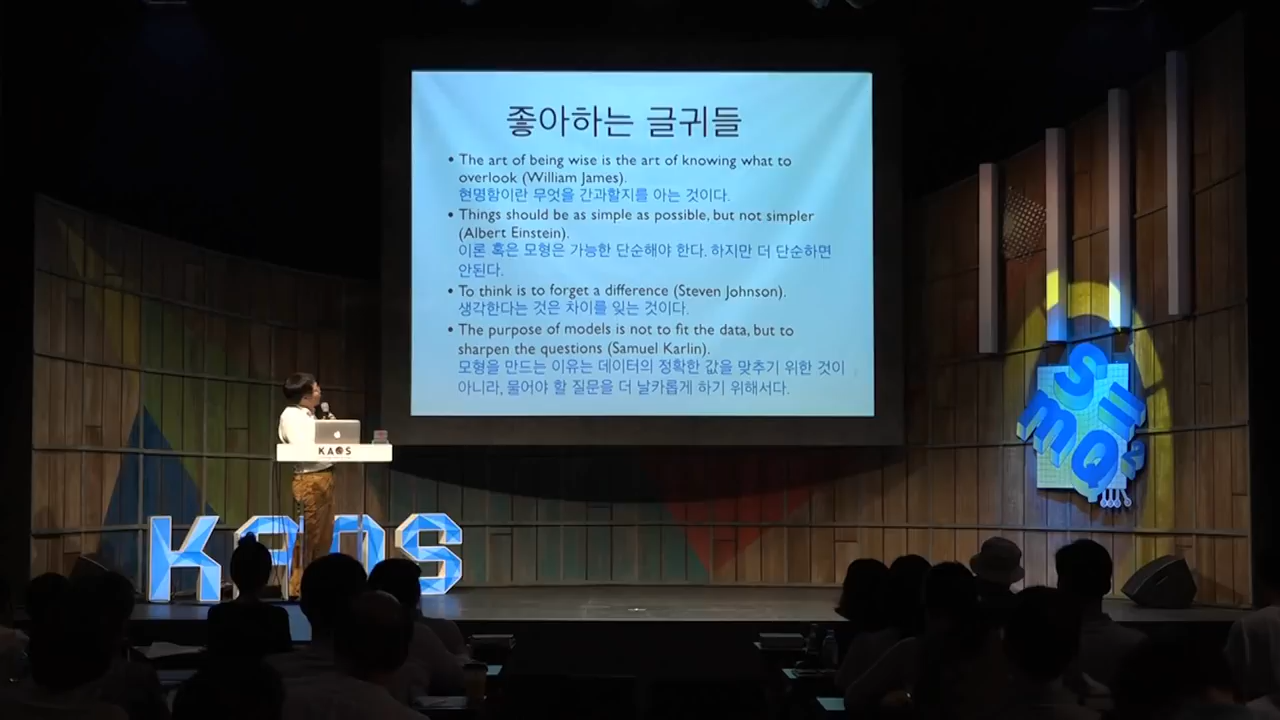 좋아하는 글귀들
• The art of being wise is the art of knowing what to
overlook (William James).
현명함이란 무엇을 간과할지를 아는 것이다.
• Things should be as simple as possible, but not simpler
(Albert Einstein).
이론 혹은 모형은 가능한 단순해야 한다. 하지만 더 단순하면
안된다.
• To think is to forget a difference (Steven Johnson).
생각한다는 것은 차이를 잊는 것이다.
• The purpose of models is not to fit the data, but to
sharpen the questions (Samuel Karlin).
모형을 만드는 이유는 데이터의 정확한 값을 맞추기 위한 것이
아니라, 물어야 할 질문을 더 날카롭게 하기 위해서다.
KAOS
KAOS